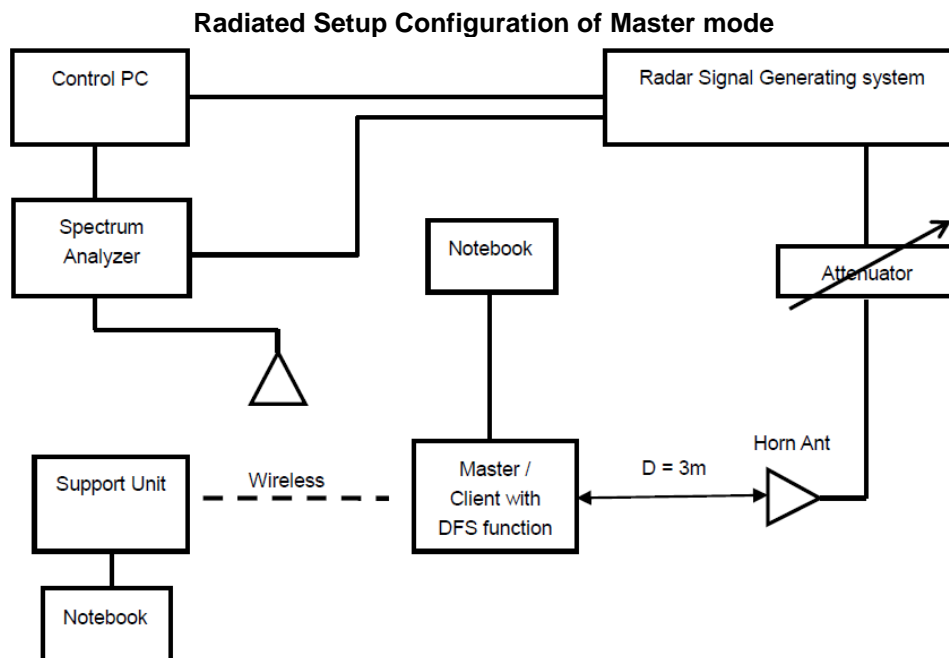 Radiated Setup Configuration of Master mode
Control PC
Radar Signal Generating system
Spectrum
Analyzer
Notebook
Attenuator
Horn Ant
Support Unit
Wireless
Master /
Client with
DFS function
D = 3m
Notebook